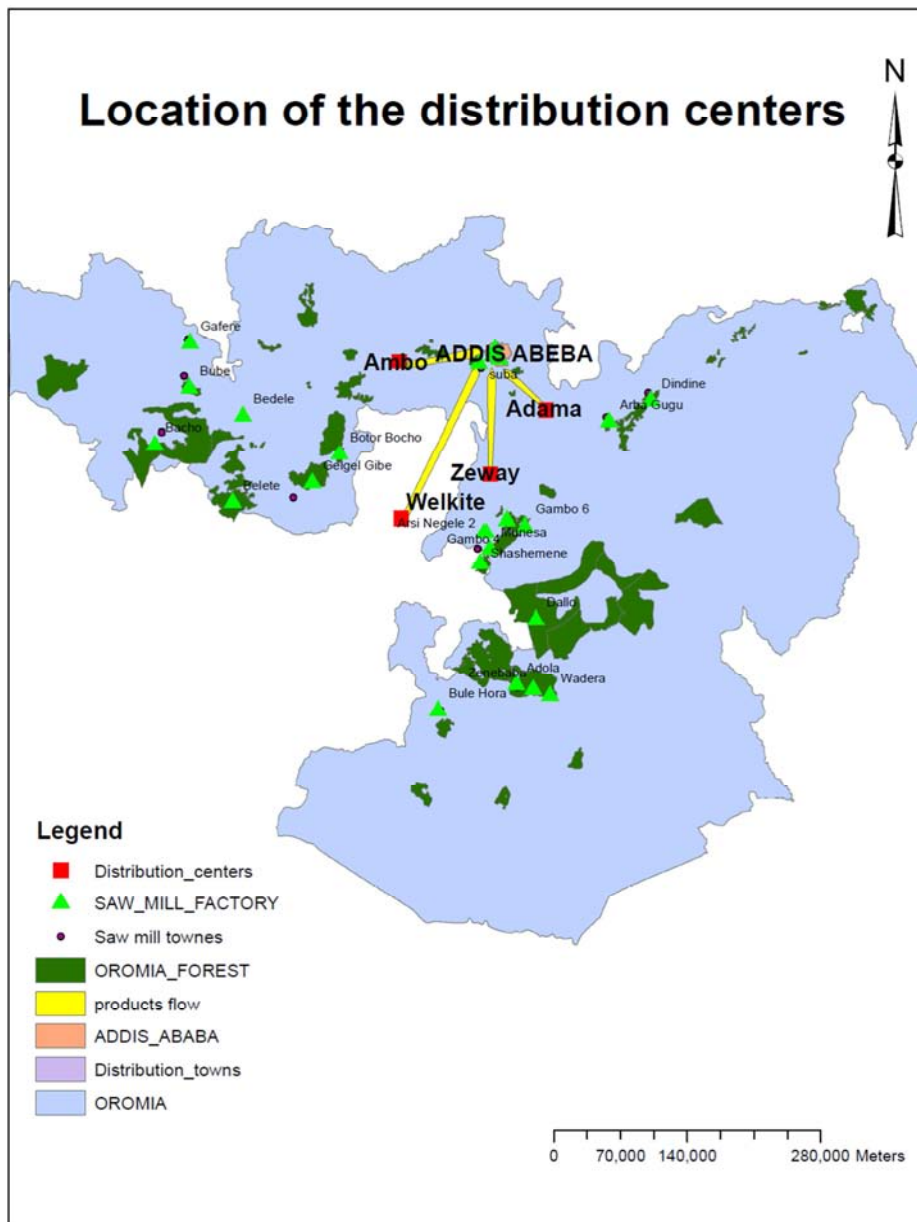 Location of the distribution centers
N
Gafere
Ambo
ADDIS ABEBA
suba
Bube
Dindine
Bedele
Adama
Arba Gugu
Bacho
Botor Bocho
Geigel Gibe
Zeway
Belete
Welkite
Gambo 6
Arsi Negele 2
Munesa
Gambo 4
Shashemene
Dallo
Zenebaba
Adola
Wadera
Bule Hora
Legend
Distribution_centers
SAW_MILL_FACTORY
Saw mill townes
OROMIA_FOREST
products flow
ADDIS_ABABA
Distribution_towns
OROMIA
0 70,000 140,000 280,000 Meters